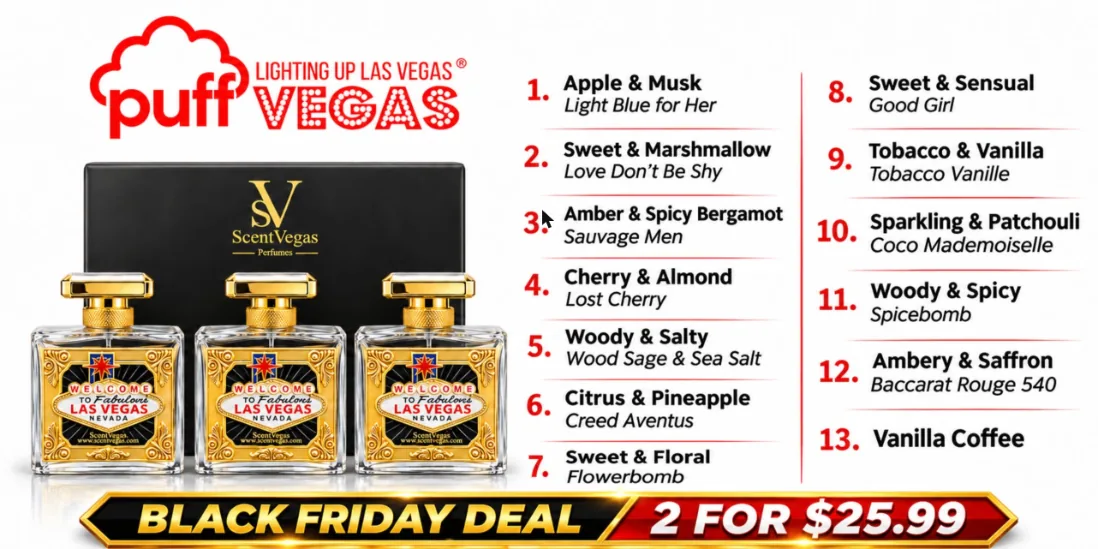 puff
LIGHTING UP LAS VEGAS®
VEGAS
SV
ScentVegas
Perfumes
WELCOME
TO Fabulous
LAS VEGAS
NEVADA
ScentVegas
www.scentvegas.com
WELCOME
TO Fabulous
LAS VEGAS
NEVADA
ScentVegas
www.scentvegas.com
WELCOME
TO Fabulous
LAS VEGAS
NEVADA
ScentVegas
www.scentvegas.com
1. Apple & Musk
Light Blue for Her
2. Sweet & Marshmallow
Love Don't Be Shy
3. Amber & Spicy Bergamot
Sauvage Men
4. Cherry & Almond
Lost Cherry
5. Woody & Salty
Wood Sage & Sea Salt
6. Citrus & Pineapple
Creed Aventus
7. Sweet & Floral
Flowerbomb
8. Sweet & Sensual
Good Girl
9. Tobacco & Vanilla
Tobacco Vanille
10. Sparkling & Patchouli
Coco Mademoiselle
11. Woody & Spicy
Spicebomb
12. Ambery & Saffron
Baccarat Rouge 540
13. Vanilla Coffee
BLACK FRIDAY DEAL
2 FOR $25.99